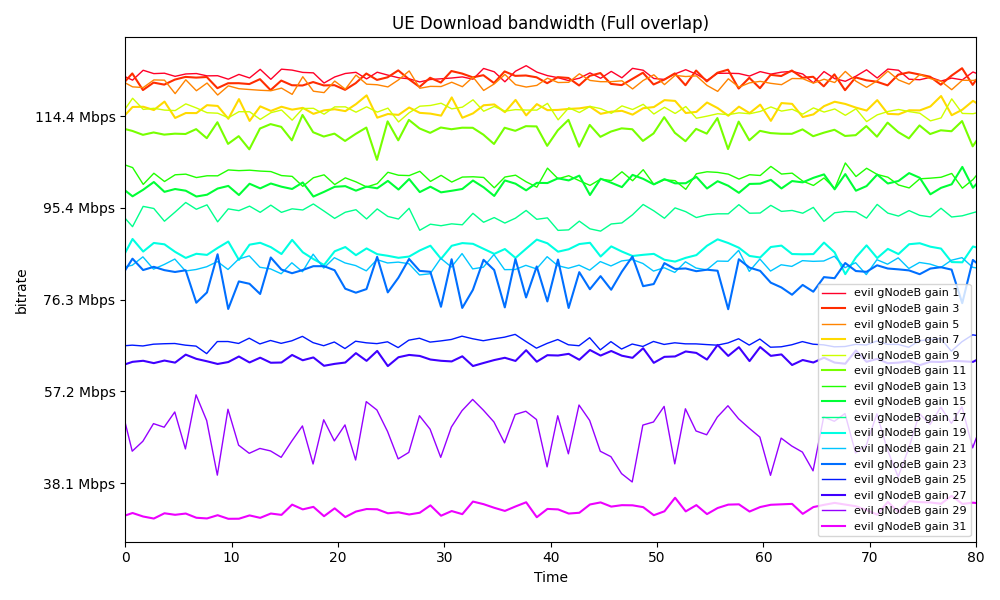 UE Download bandwidth (Full overlap)
bitrate
114.4 Mbps
95.4 Mbps
76.3 Mbps
57.2 Mbps
38.1 Mbps
evil gNodeB gain 1
evil gNodeB gain 3
evil gNodeB gain 5
evil gNodeB gain 7
evil gNodeB gain 9
evil gNodeB gain 11
evil gNodeB gain 13
evil gNodeB gain 15
evil gNodeB gain 17
evil gNodeB gain 19
evil gNodeB gain 21
evil gNodeB gain 23
evil gNodeB gain 25
evil gNodeB gain 27
evil gNodeB gain 29
evil gNodeB gain 31
0 10 20 30 40 50 60 70 80
Time